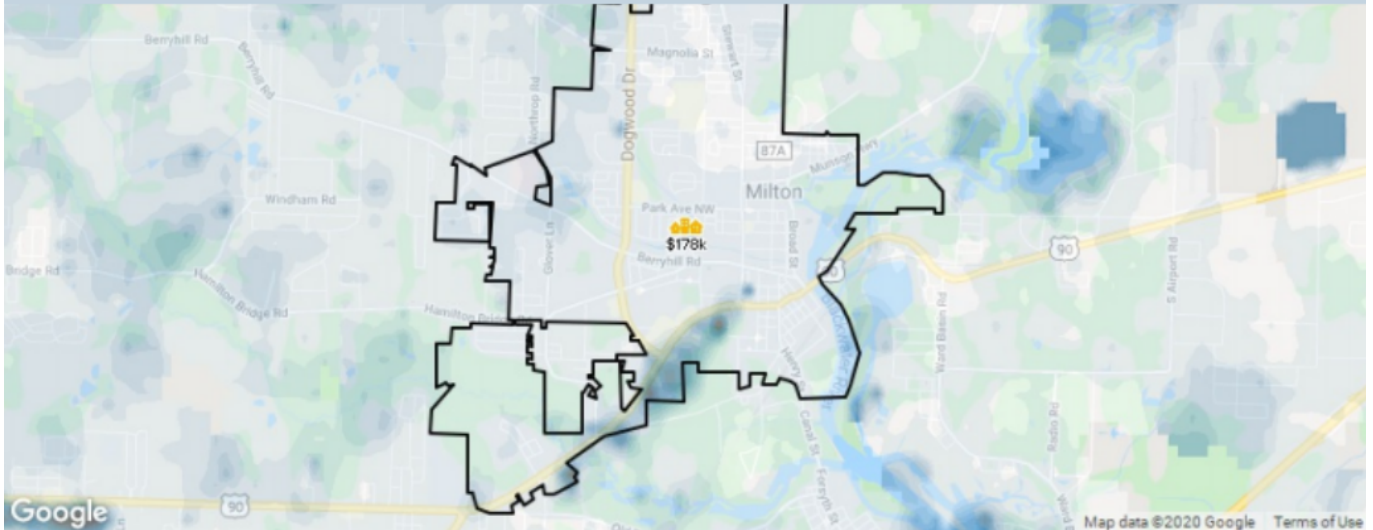 Berryhill Rd
Berryhill Rd
Northrop Rd
Dogwood Dr
Magnolia St
Stewart St
87A
Munson Hwy
Milton
Windham Rd
Park Ave NW
$178k
Glover Ln
Berryhill Rd
Broad St
90
90
Bridge Rd
Hamilton Bridge Rd
Hamilton Bridge Rd
S Airport Rd
Ward Basin Rd
Henry St
Canal St
Forsyth St
Radio Rd
90
Google
Map data ©2020 Google
Terms of Use